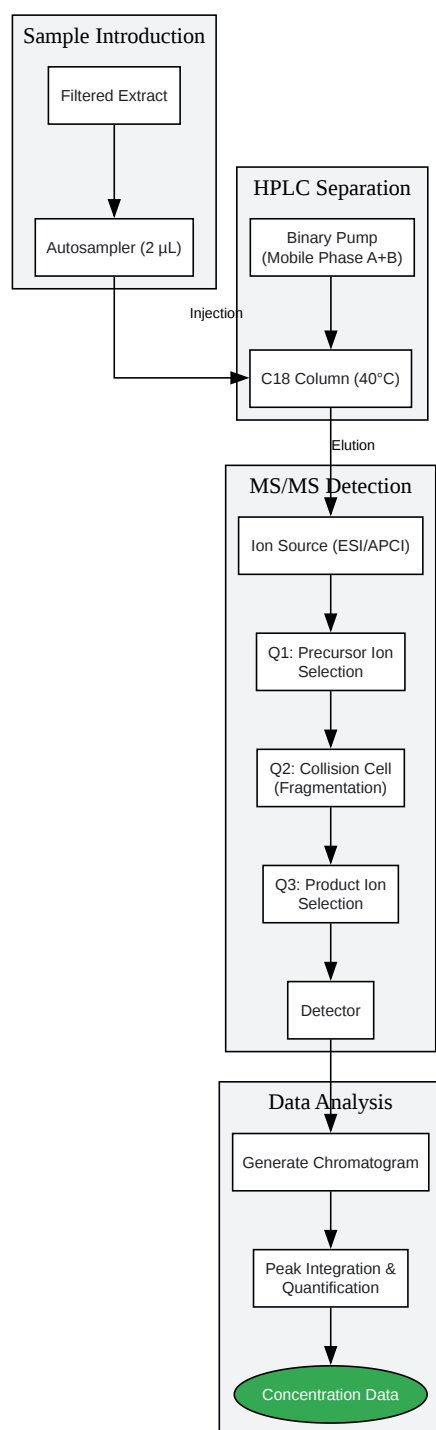 Sample Introduction
Filtered Extract
Autosampler (2 µL)
Injection
HPLC Separation
Binary Pump
(Mobile Phase A+B)
C18 Column (40°C)
Elution
MS/MS Detection
Ion Source (ESI/APCI)
Q1: Precursor Ion
Selection
Q2: Collision Cell
(Fragmentation)
Q3: Product Ion
Selection
Detector
Data Analysis
Generate Chromatogram
Peak Integration &
Quantification
Concentration Data